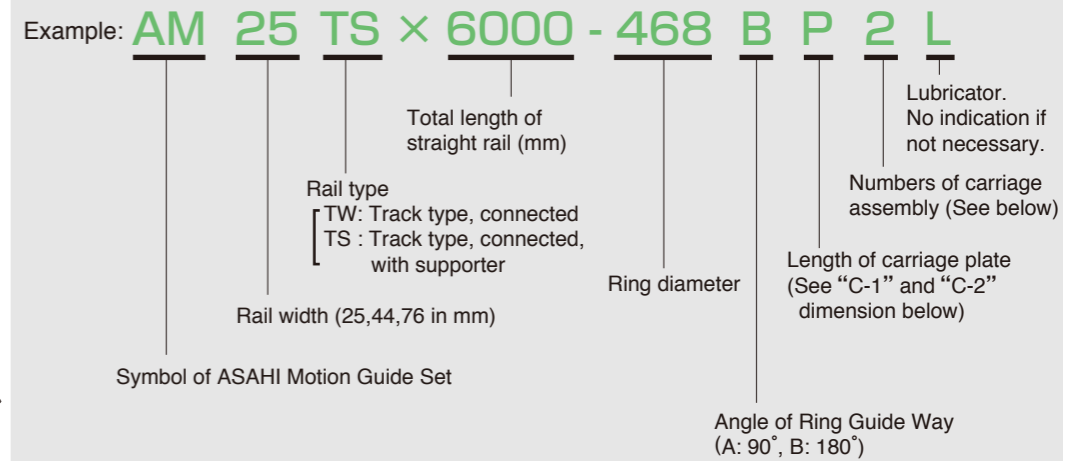 Example: AM 25 TS × 6000 - 468 B P 2 L
Lubricator.
No indication if
not necessary.
Total length of
straight rail (mm)
Numbers of carriage
assembly (See below)
Rail type
TW: Track type, connected
TS : Track type, connected,
with supporter
Length of carriage plate
(See “C-1” and “C-2”
dimension below)
Ring diameter
Rail width (25,44,76 in mm)
Symbol of ASAHI Motion Guide Set
Angle of Ring Guide Way
(A: 90°, B: 180°)